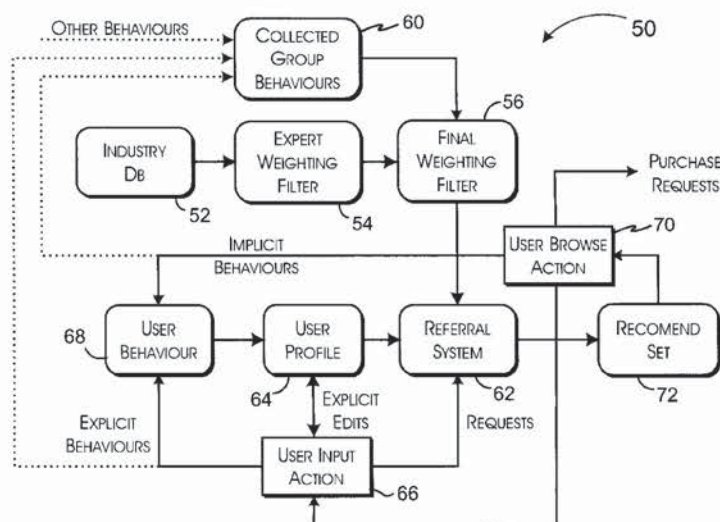 OTHER BEHAVIOURS
60
COLLECTED
GROUP
BEHAVIOURS
50
56
INDUSTRY
DB
52
EXPERT
WEIGHTING
FILTER
54
FINAL
WEIGHTING
FILTER
PURCHASE
REQUESTS
70
USER BROWSE
ACTION
IMPLICIT
BEHAVIOURS
68
USER
BEHAVIOUR
USER
PROFILE
64
REFERRAL
SYSTEM
62
RECOMEND
SET
72
EXPLICIT
BEHAVIOURS
EXPLICIT
EDITS
REQUESTS
USER INPUT
ACTION
66